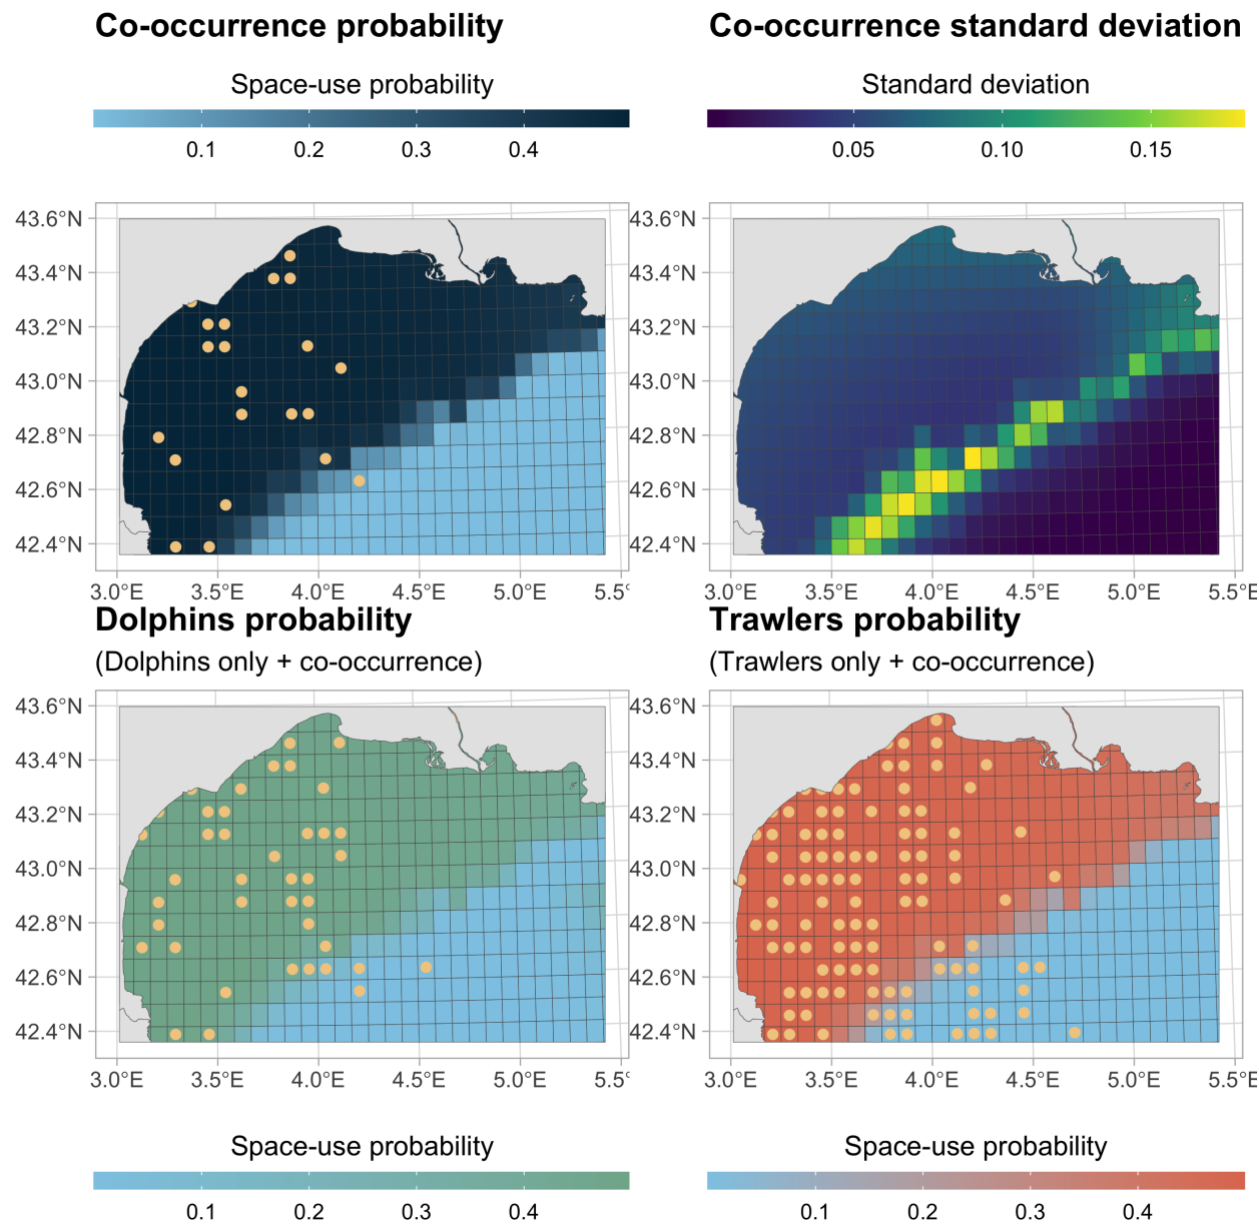 Co-occurrence probability
Space-use probability
0.1 0.2 0.3 0.4
43.6°N
43.4°N
43.2°N
43.0°N
42.8°N
42.6°N
42.4°N
3.0°E 3.5°E 4.0°E 4.5°E 5.0°E 5.5°
Co-occurrence standard deviation
Standard deviation
0.05 0.10 0.15
43.6°N
43.4°N
43.2°N
43.0°N
42.8°N
42.6°N
42.4°N
3.0°E 3.5°E 4.0°E 4.5°E 5.0°E 5.5°E
Dolphins probability
(Dolphins only + co-occurrence)
43.6°N
43.4°N
43.2°N
43.0°N
42.8°N
42.6°N
42.4°N
3.0°E 3.5°E 4.0°E 4.5°E 5.0°E 5.5°
Space-use probability
0.1 0.2 0.3 0.4
Trawlers probability
(Trawlers only + co-occurrence)
43.6°N
43.4°N
43.2°N
43.0°N
42.8°N
42.6°N
42.4°N
3.0°E 3.5°E 4.0°E 4.5°E 5.0°E 5.5°E
Space-use probability
0.1 0.2 0.3 0.4